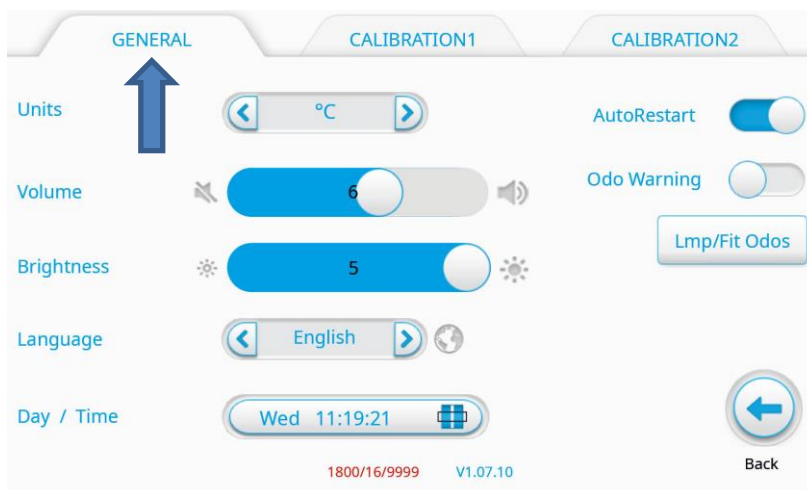 GENERAL CALIBRATION1 CALIBRATION2
Units °C AutoRestart
Volume 6 Odo Warning
Lmp/Fit Odos
Brightness 5
Language English
Day / Time Wed 11:19:21
1800/16/9999 V1.07.10
Back